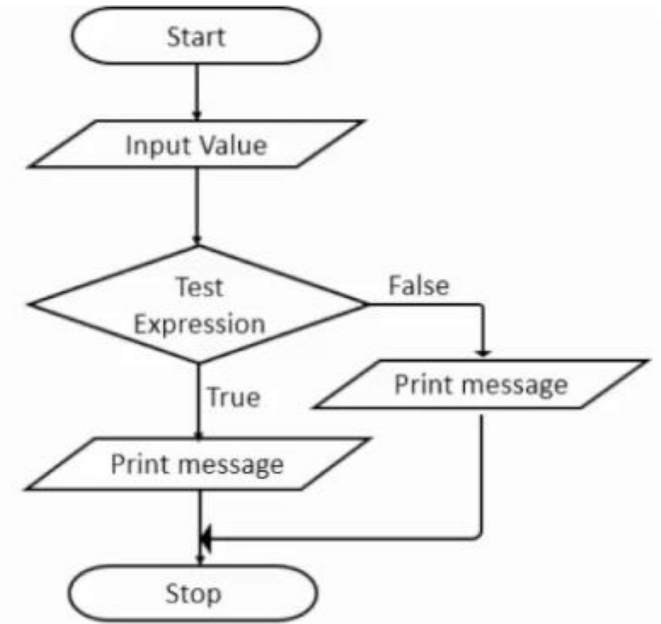 Start
Input Value
Test
Expression
False
True
Print message
Print message
Stop